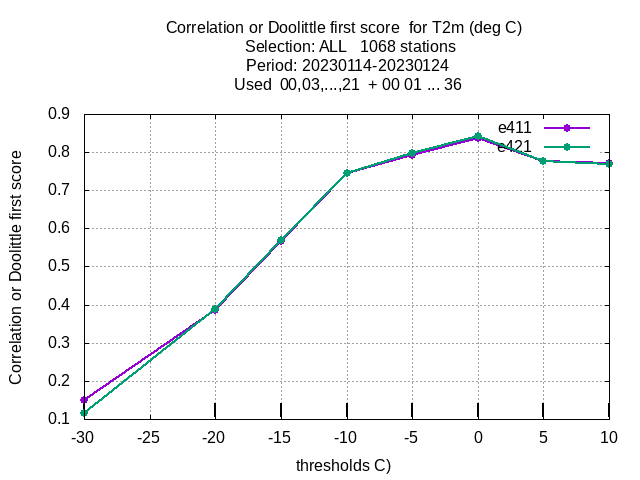 Correlation or Doolittle first score  for T2m (deg C)
Selection: ALL   1068 stations
Period: 20230114-20230124
Used  00,03,...,21  + 00 01 ... 36
0.9
0.8
0.7
0.6
0.5
0.4
0.3
0.2
0.1
Correlation or Doolittle first score
e411
e421
-30 -25 -20 -15 -10 -5 0 5 10
thresholds C)